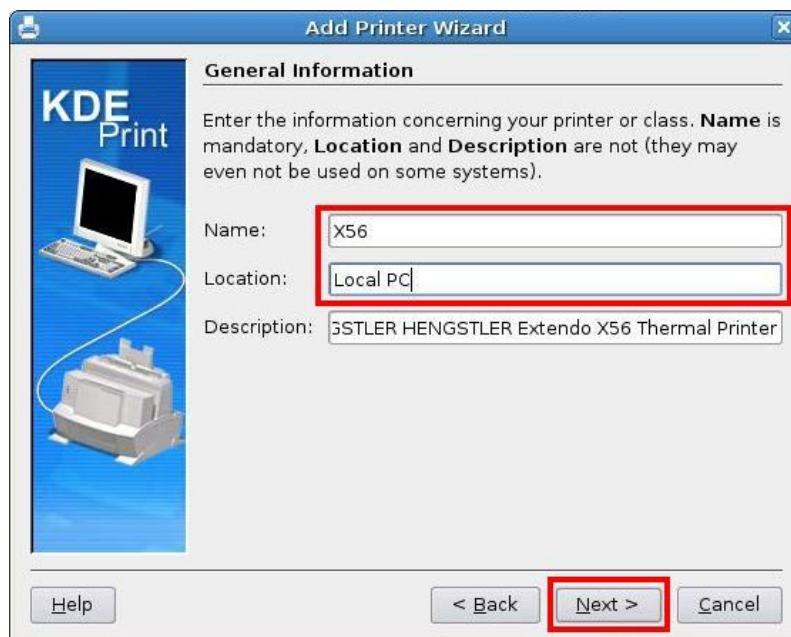 Add Printer Wizard
KDE
Print
General Information
Enter the information concerning your printer or class. Name is
mandatory, Location and Description are not (they may
even not be used on some systems).
Name: X56
Location: Local PC
Description: GSTLER HENGSTLER Extendo X56 Thermal Printer
Help < Back Next > Cancel